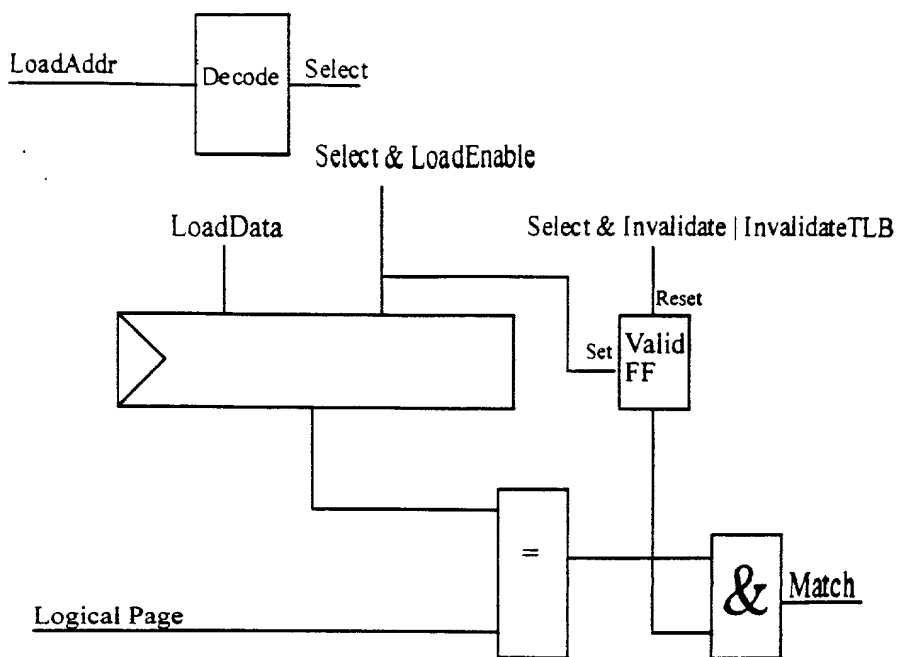 LoadAddr
Decode
Select
Select & LoadEnable
LoadData
Select & Invalidate | InvalidateTLB
Reset
Set
Valid
FF
=
&
Match
Logical Page